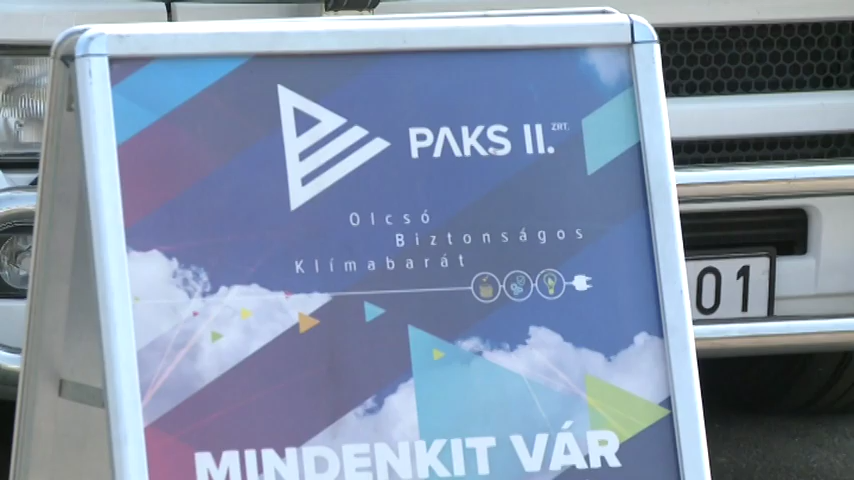 PAKS II. ZRT.
Olcsó
Biztonságos
Klímabarát
MINDENKIT VÁR
01